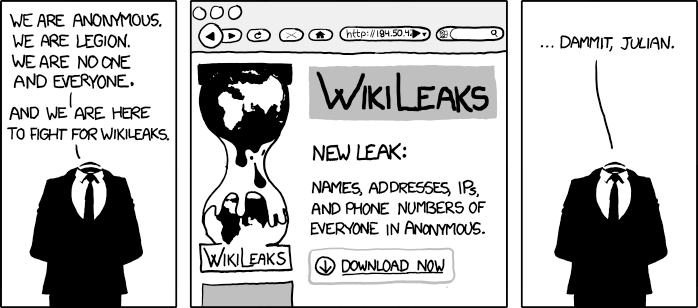 WE ARE ANONYMOUS.
WE ARE LEGION.
WE ARE NO ONE
AND EVERYONE.
AND WE ARE HERE
TO FIGHT FOR WIKILEAKS.
http://184.50.4
WIKILEAKS
WIKILEAKS
NEW LEAK:
NAMES, ADDRESSES, IPs,
AND PHONE NUMBERS OF
EVERYONE IN ANONYMOUS.
DOWNLOAD NOW
... DAMMIT, JULIAN.